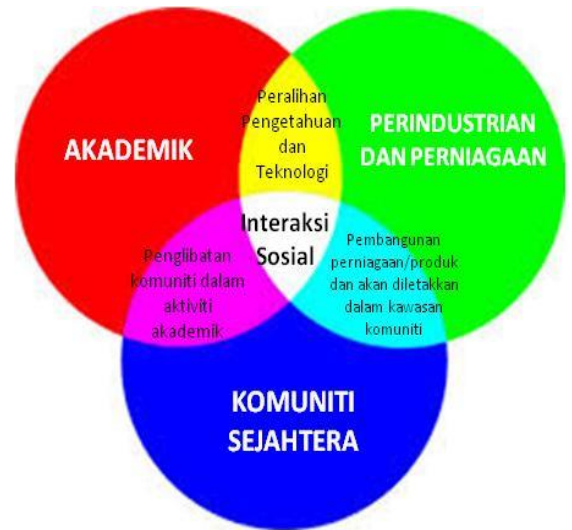 AKADEMIK
Peralihan
Pengetahuan
dan
Teknologi
PERINDUSTRIAN
DAN PERNIAGAAN
Interaksi
Sosial
Penglibatan
komuniti dalam
aktiviti
akademik
Pembangunan
perniagaan/produk
dan akan diletakkan
dalam kawasan
komuniti
KOMUNITI
SEJAHTERA